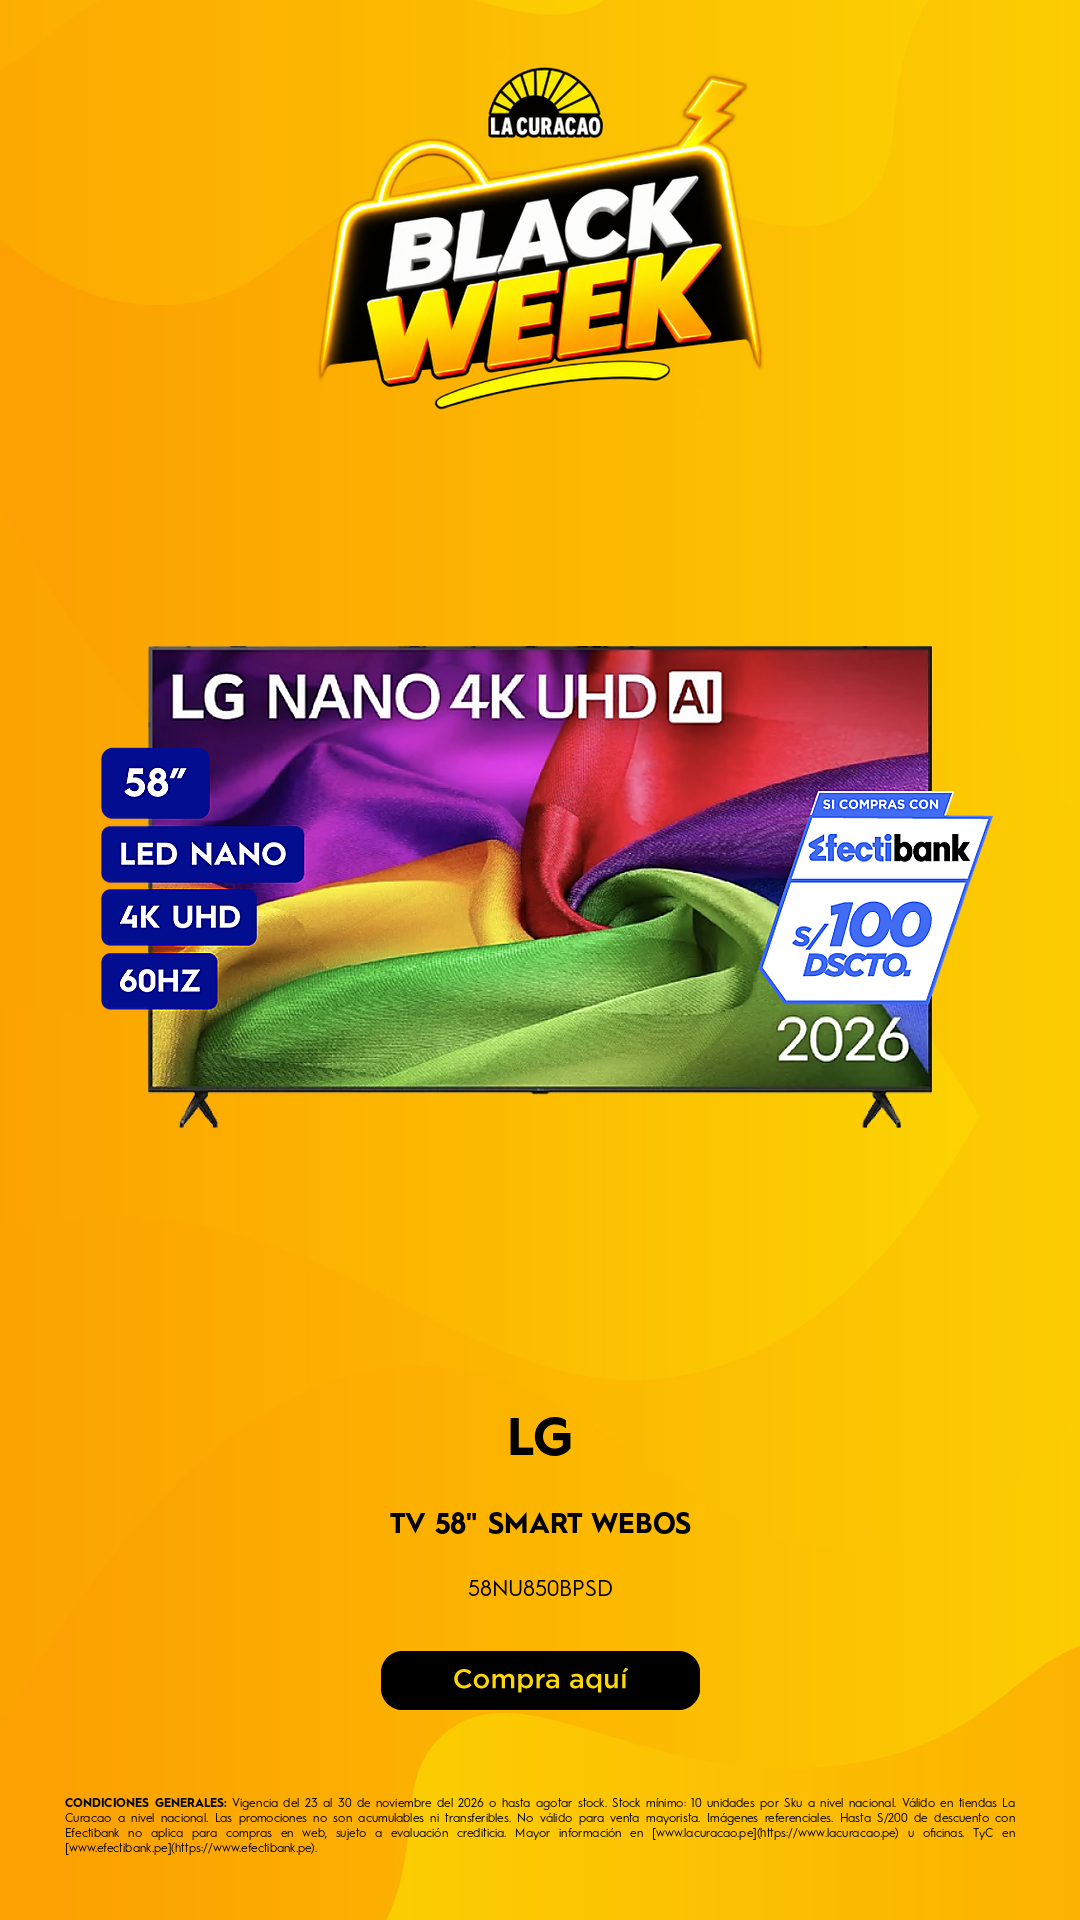 LA CURACAO
BLACK
WEEK
LG NANO 4K UHD AI
58”
LED NANO
4K UHD
60HZ
SI COMPRAS CON
Efectibank
S/100
DSCTO.
2026
LG
TV 58" SMART WEBOS
58NU850BPSD
Compra aquí
CONDICIONES GENERALES: Vigencia del 23 al 30 de noviembre del 2026 o hasta agotar stock. Stock mínimo: 10 unidades por Sku a nivel nacional. Válido en tiendas La
Curacao a nivel nacional. Las promociones no son acumulables ni transferibles. No válido para venta mayorista. Imágenes referenciales. Hasta S/200 de descuento con
Efectibank no aplica para compras en web, sujeto a evaluación crediticia. Mayor información en [www.lacuracao.pe](https://www.lacuracao.pe) u oficinas. TyC en
[www.efectibank.pe](https://www.efectibank.pe).